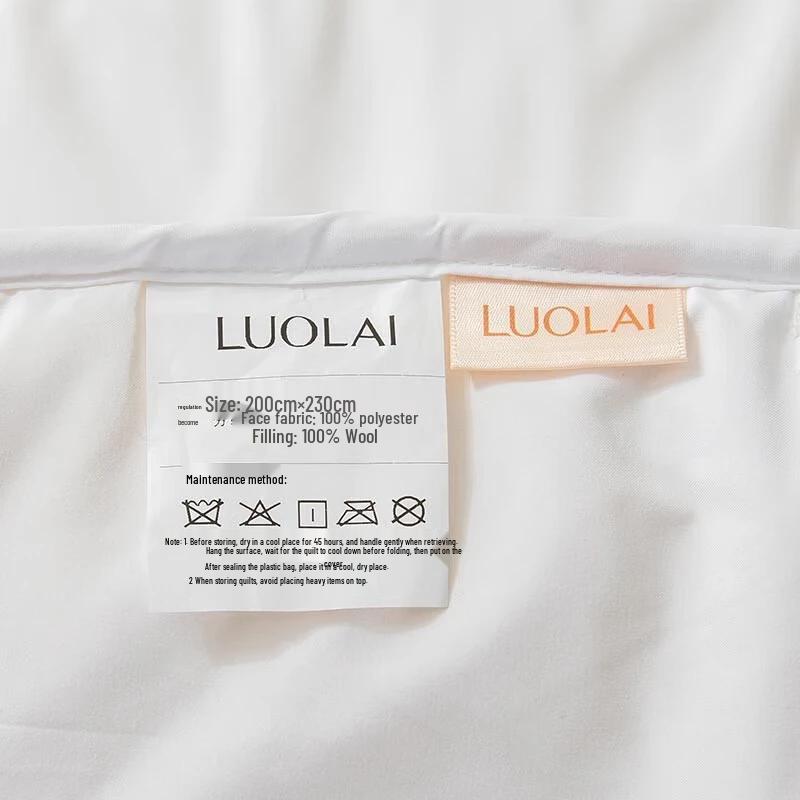 LUOLAI
LUOLAI
regulation Size: 200cm×230cm
become Face fabric: 100% polyester
Filling: 100% Wool
Maintenance method:
Note: 1 Before storing, dry in a cool place for 45 hours, and handle gently when retrieving.
Hang the surface, wait for the quilt to cool down before folding, then put on the
cover.
After sealing the plastic bag, place it in a cool, dry place.
2 When storing quilts, avoid placing heavy items on top.